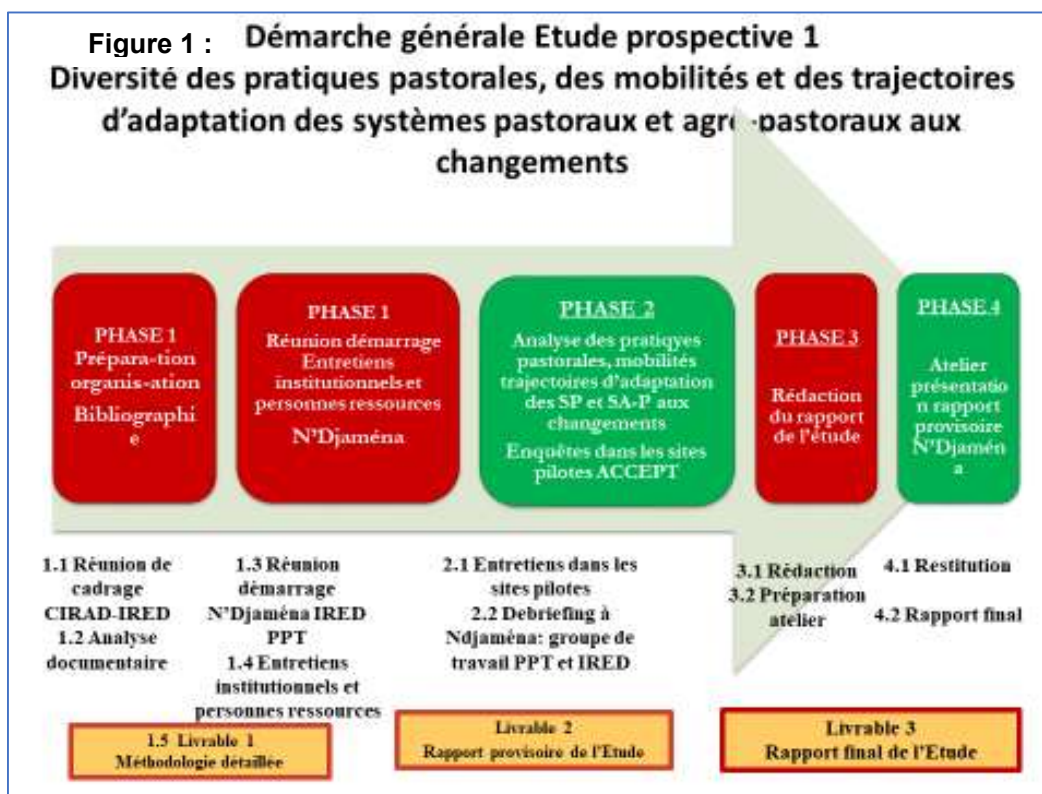 Figure 1 : Démarche générale Etude prospective 1
Diversité des pratiques pastorales, des mobilités et des trajectoires
d'adaptation des systèmes pastoraux et agro-pastoraux aux
changements
PHASE 1
Prépara-tion
organis-ation
Bibliographi
e
PHASE 1
Réunion démarrage
Entretiens
institutionnels et
personnes ressources
N'Djaména
PHASE 2
Analyse des pratiqyes
pastorales, mobilités
trajectoires d'adaptation
des SP et SA-P aux
changements
Enquêtes dans les sites
pilotes ACCEPT
PHASE 3
Rédaction
du rapport
de l'étude
PHASE 4
Atelier
présentatio
n rapport
provisoire
N'Djamén
a
1.1 Réunion de
cadrage
CIRAD-IRED
1.2 Analyse
documentaire
1.3 Réunion
démarrage
N'Djaména IRED
PPT
1.4 Entretiens
institutionnels et
personnes ressources
2.1 Entretiens dans les
sites pilotes
2.2 Debriefing à
Ndjaména: groupe de
travail PPT et IRED
3.1 Rédaction
3.2 Préparation
atelier
4.1 Restitution
4.2 Rapport final
1.5 Livrable 1
Méthodologie détaillée
Livrable 2
Rapport provisoire de l'Etude
Livrable 3
Rapport final de l'Etude